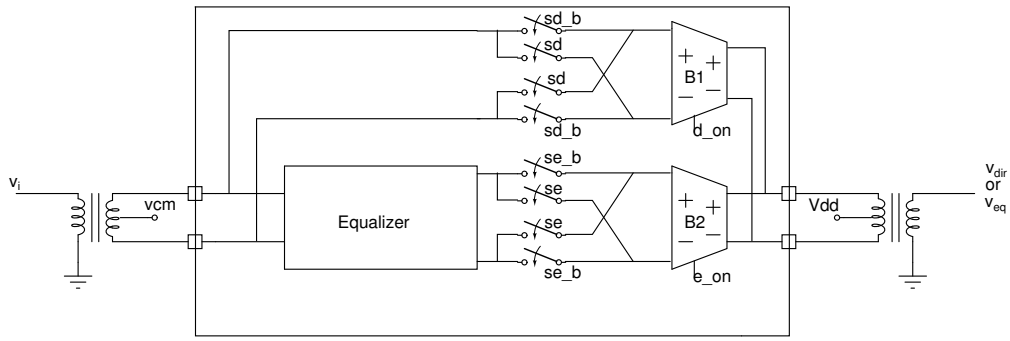 sd_b
sd
sd
sd_b
+
+
B1
−
−
d_on
v_i
vcm
Equalizer
se_b
se
se
se_b
+
+
B2
−
−
e_on
Vdd
v_dir
or
v_eq